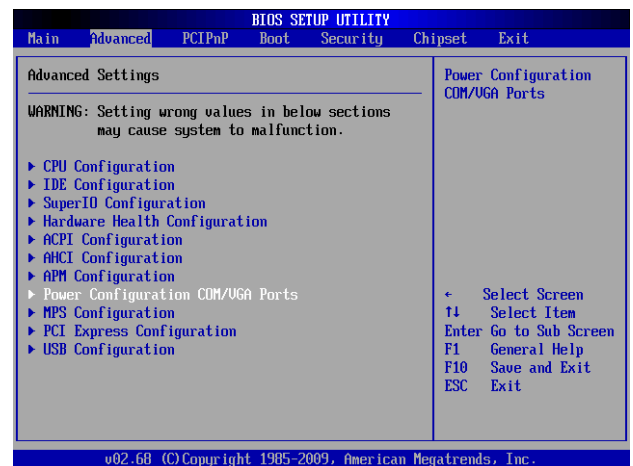 BIOS SETUP UTILITY
Main Advanced PCIPnP Boot Security Chipset Exit
Advanced Settings
WARNING: Setting wrong values in below sections
may cause system to malfunction.
▶ CPU Configuration
▶ IDE Configuration
▶ SuperIO Configuration
▶ Hardware Health Configuration
▶ ACPI Configuration
▶ AHCI Configuration
▶ APM Configuration
▶ Power Configuration COM/VGA Ports
▶ MPS Configuration
▶ PCI Express Configuration
▶ USB Configuration
Power Configuration
COM/VGA Ports
← Select Screen
↑↓ Select Item
Enter Go to Sub Screen
F1 General Help
F10 Save and Exit
ESC Exit
v02.68 (C)Copyright 1985-2009, American Megatrends, Inc.